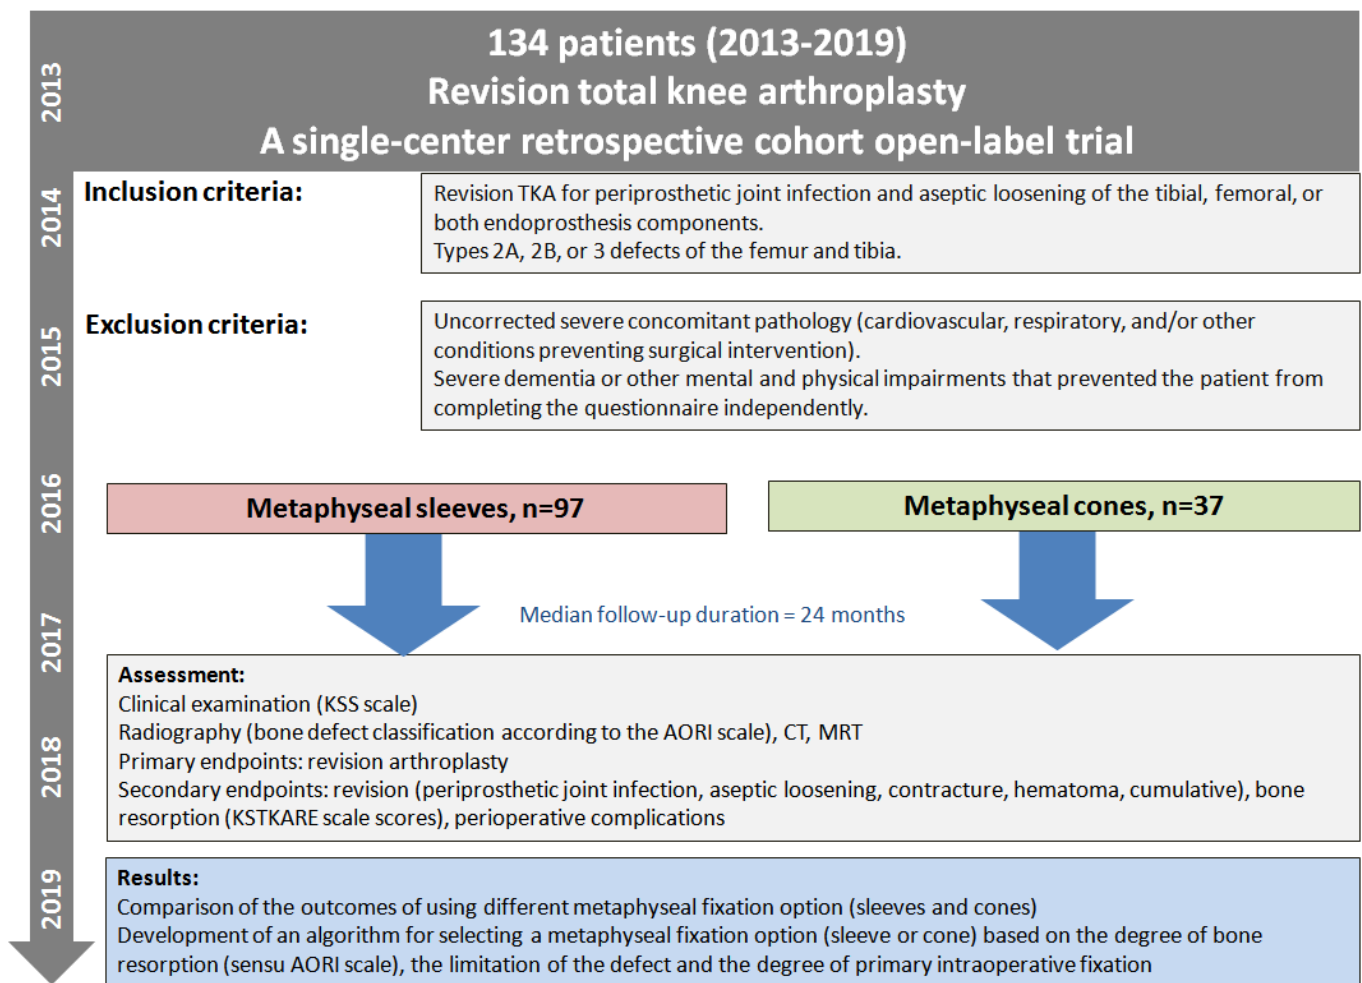 134 patients (2013-2019)
Revision total knee arthroplasty
A single-center retrospective cohort open-label trial
2013
2014
2015
2016
2017
2018
2019
Inclusion criteria:
Revision TKA for periprosthetic joint infection and aseptic loosening of the tibial, femoral, or
both endoprosthesis components.
Types 2A, 2B, or 3 defects of the femur and tibia.
Exclusion criteria:
Uncorrected severe concomitant pathology (cardiovascular, respiratory, and/or other
conditions preventing surgical intervention).
Severe dementia or other mental and physical impairments that prevented the patient from
completing the questionnaire independently.
Metaphyseal sleeves, n=97
Metaphyseal cones, n=37
Median follow-up duration = 24 months
Assessment:
Clinical examination (KSS scale)
Radiography (bone defect classification according to the AORI scale), CT, MRT
Primary endpoints: revision arthroplasty
Secondary endpoints: revision (periprosthetic joint infection, aseptic loosening, contracture, hematoma, cumulative), bone
resorption (KSTKARE scale scores), perioperative complications
Results:
Comparison of the outcomes of using different metaphyseal fixation option (sleeves and cones)
Development of an algorithm for selecting a metaphyseal fixation option (sleeve or cone) based on the degree of bone
resorption (sensu AORI scale), the limitation of the defect and the degree of primary intraoperative fixation